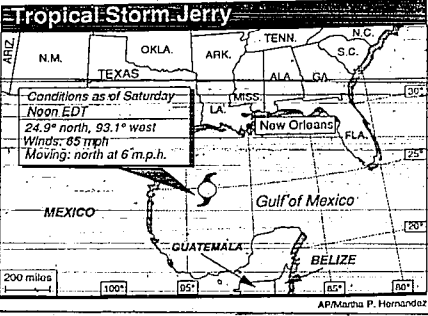 Tropical Storm Jerry
ARIZ.
N.M.
OKLA.
ARK.
TENN.
N.C.
S.C.
TEXAS
MISS.
ALA.
GA.
LA.
FLA.
New Orleans
Conditions as of Saturday
Noon EDT
24.9° north, 93.1° west
Winds: 65 mph
Moving: north at 6 m.p.h.
30°
25°
20°
MEXICO
Gulf of Mexico
GUATEMALA
BELIZE
200 miles
100°
95°
85°
80°
AP/Martha P. Hernandez